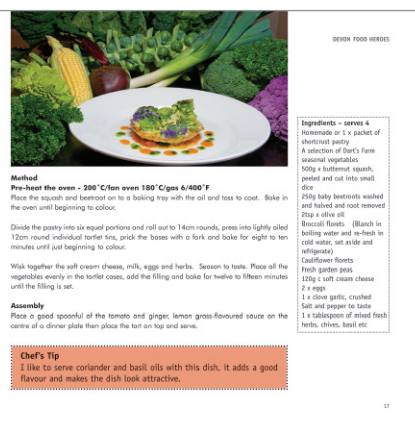 DEVON FOOD HEROES
Method
Pre-heat the oven - 200˚C/fan oven 180˚C/gas 6/400˚F
Place the squash and beetroot on to a baking tray with the oil and toss to coat. Bake in
the oven until beginning to colour.
Divide the pastry into six equal portions and roll out to 14cm rounds, press into lightly oiled
12cm round individual tartlet tins, prick the bases with a fork and bake for eight to ten
minutes until just beginning to colour.
Wisk together the soft cream cheese, milk, eggs and herbs. Season to taste. Place all the
vegetables evenly in the tartlet cases, add the filling and bake for twelve to fifteen minutes
until the filling is set.
Assembly
Place a good spoonful of the tomato and ginger, lemon grass-flavoured sauce on the
centre of a dinner plate then place the tart on top and serve.
Chef's Tip
I like to serve coriander and basil oils with this dish, it adds a good
flavour and makes the dish look attractive.
Ingredients – serves 4
Homemade or 1 x packet of
shortcrust pastry
A selection of Dart's Farm
seasonal vegetables
500g x butternut squash,
peeled and cut into small
dice
250g baby beetroots washed
and halved and root removed
2tsp x olive oil
Broccoli florets (Blanch in
boiling water and re-fresh in
cold water, set aside and
refrigerate)
Cauliflower florets
Fresh garden peas
120g c soft cream cheese
2 x eggs
1 x clove garlic, crushed
Salt and pepper to taste
1 x tablespoon of mixed fresh
herbs, chives, basil etc
17